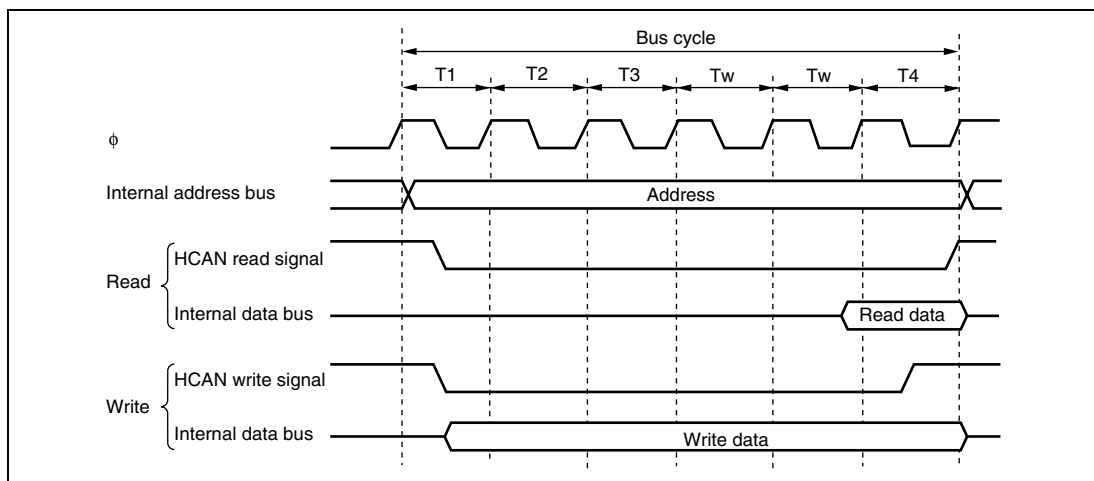 Bus cycle
T1 T2 T3 Tw Tw T4
ϕ
Internal address bus Address
HCAN read signal
Read
Internal data bus Read data
HCAN write signal
Write
Internal data bus Write data